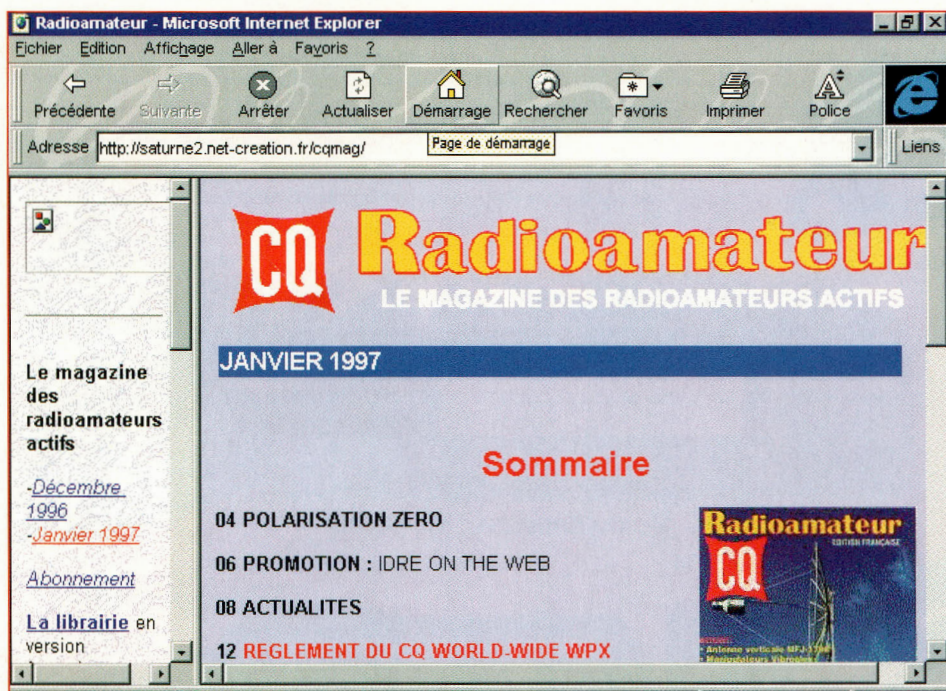 Radioamateur - Microsoft Internet Explorer
Fichier Edition Affichage Aller à Favoris ?
Précédente Suivante Arrêter Actualiser Démarrage Rechercher Favoris Imprimer Police
Adresse http://saturne2.net-creation.fr/cqmag/ Liens
Page de démarrage
Le magazine
des
radioamateurs
actifs
-Décembre
1996
-Janvier 1997
Abonnement
La librairie en
version
CQ Radioamateur
LE MAGAZINE DES RADIOAMATEURS ACTIFS
JANVIER 1997
Sommaire
04 POLARISATION ZERO
06 PROMOTION : IDRE ON THE WEB
08 ACTUALITES
12 REGLEMENT DU CQ WORLD-WIDE WPX
Radioamateur
EDITION FRANÇAISE
CQ
Antenne verticale